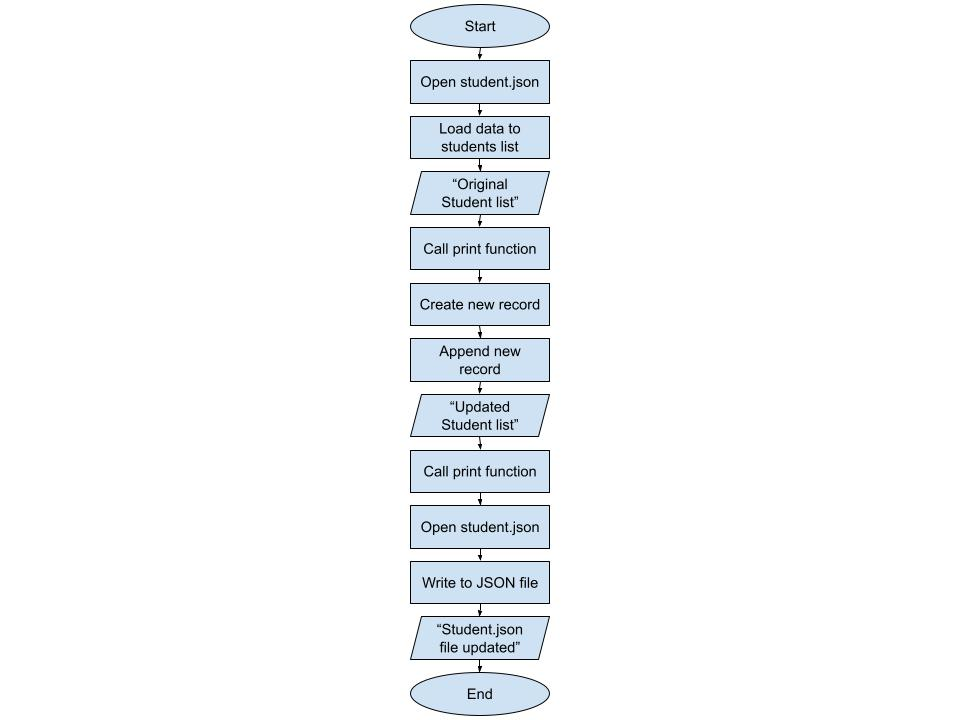 Start
Open student.json
Load data to
students list
“Original
Student list”
Call print function
Create new record
Append new
record
“Updated
Student list”
Call print function
Open student.json
Write to JSON file
“Student.json
file updated”
End